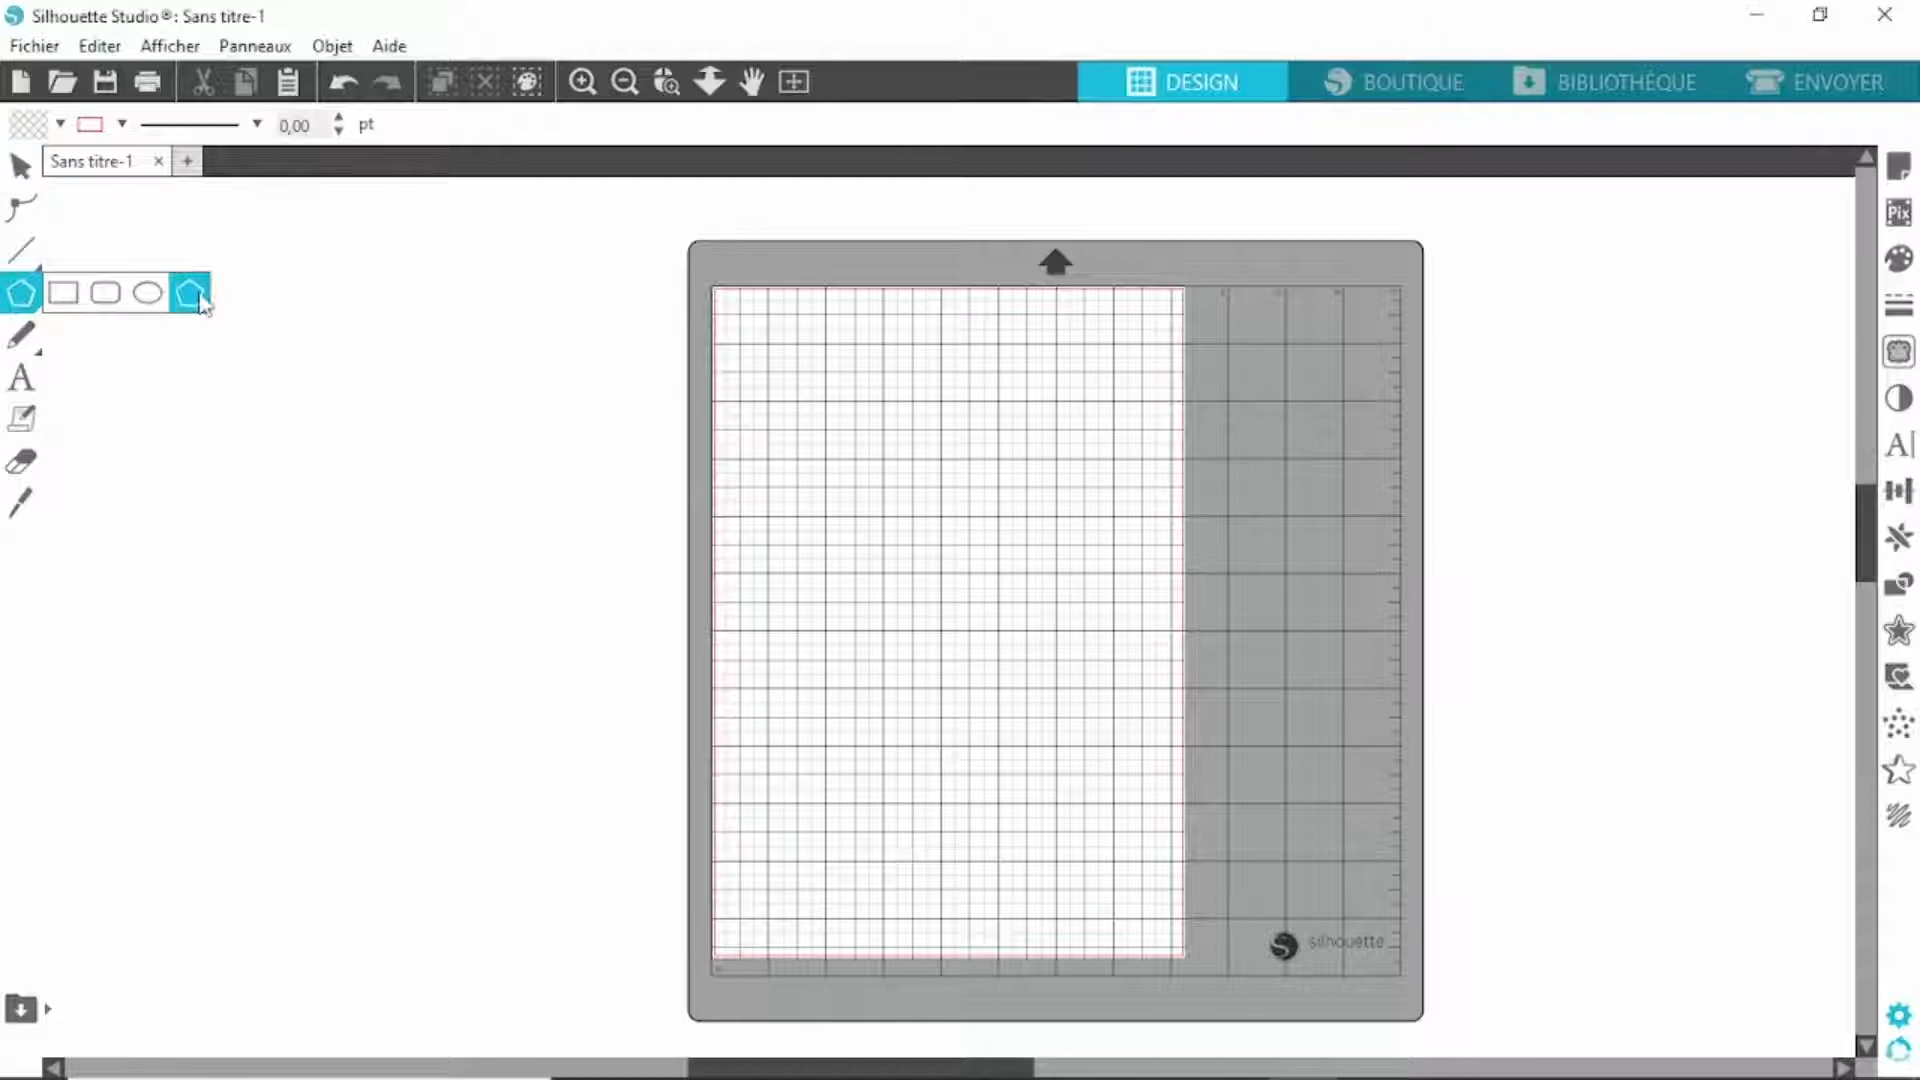 Silhouette Studio®: Sans titre-1
Fichier Editer Afficher Panneaux Objet Aide
DESIGN BOUTIQUE BIBLIOTHÈQUE ENVOYER
0,00 pt
Sans titre-1
Pix
silhouette